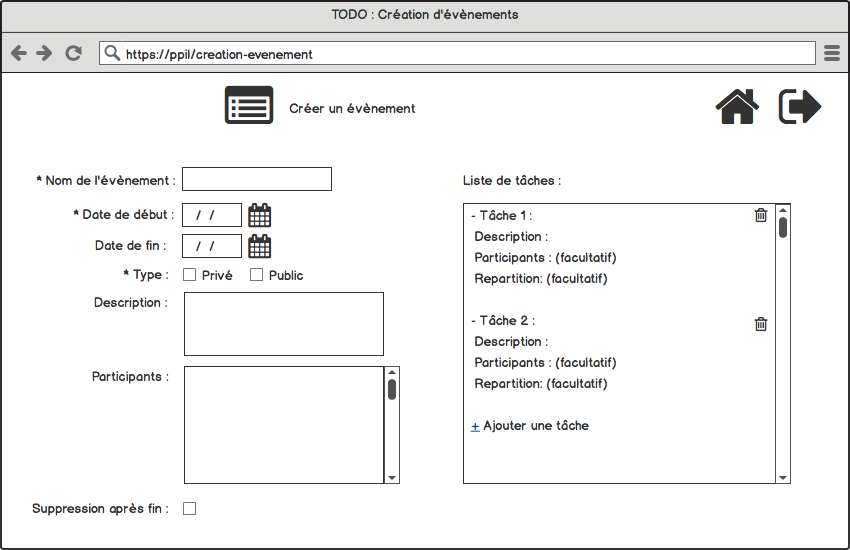 TODO : Création d'évènements
https://ppil/creation-evenement
Créer un évènement
* Nom de l'évènement :
* Date de début : / /
Date de fin : / /
* Type : Privé Public
Description :
Participants :
Suppression après fin :
Liste de tâches :
- Tâche 1 :
Description :
Participants : (facultatif)
Repartition: (facultatif)
- Tâche 2 :
Description :
Participants : (facultatif)
Repartition: (facultatif)
+ Ajouter une tâche